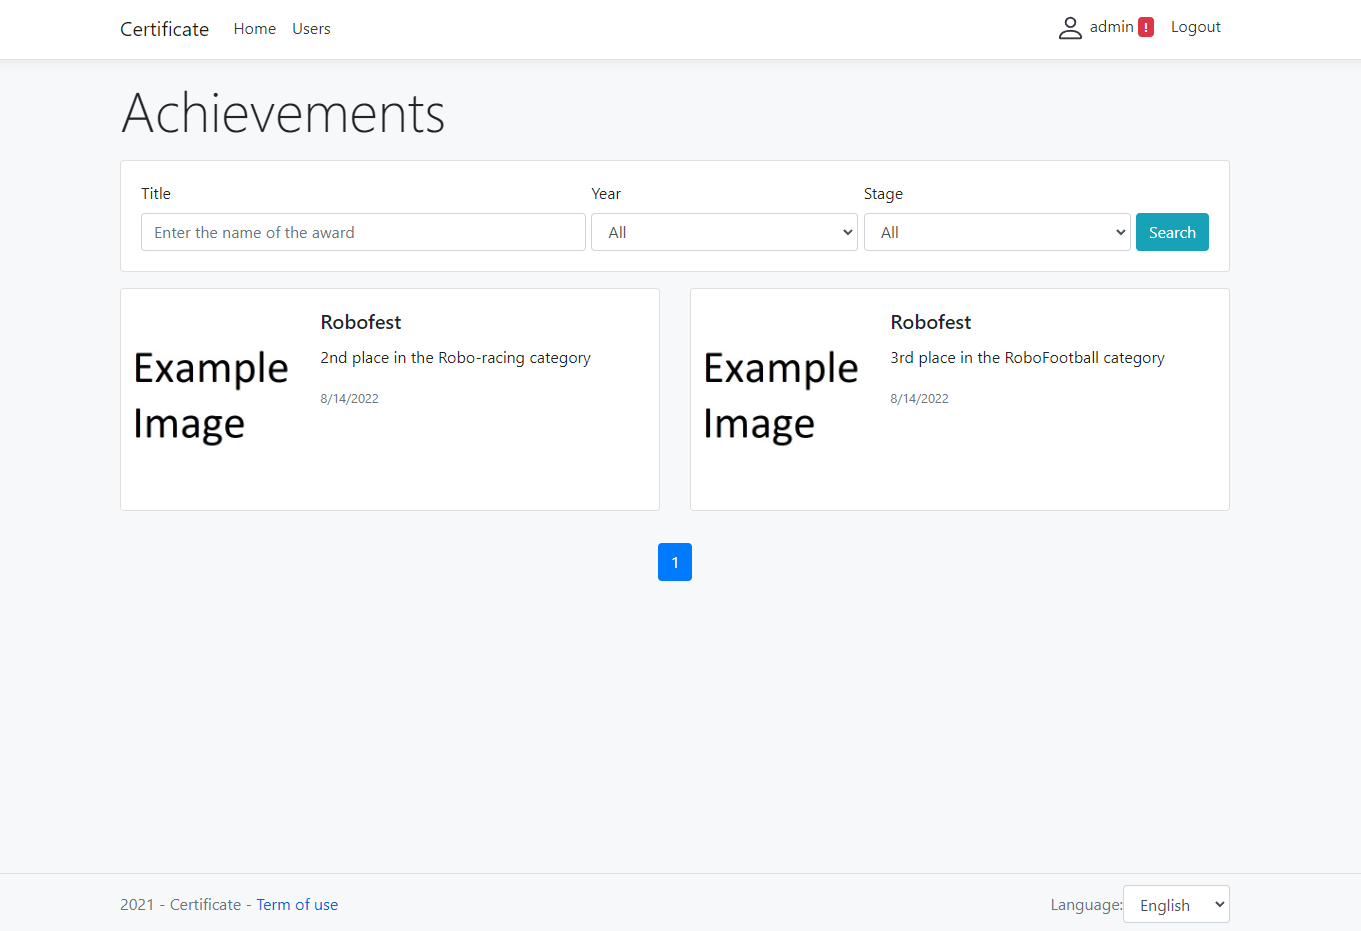 Certificate Home Users admin ! Logout
Achievements
Title Year Stage
Enter the name of the award All All Search
Robofest
2nd place in the Robo-racing category
8/14/2022
Example
Image
Robofest
3rd place in the RoboFootball category
8/14/2022
Example
Image
1
2021 - Certificate - Term of use Language: English